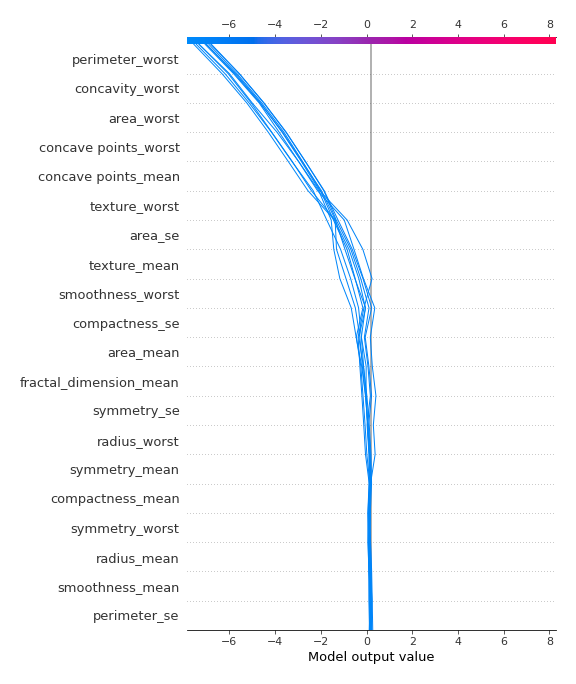 −6 −4 −2 0 2 4 6 8
perimeter_worst
concavity_worst
area_worst
concave points_worst
concave points_mean
texture_worst
area_se
texture_mean
smoothness_worst
compactness_se
area_mean
fractal_dimension_mean
symmetry_se
radius_worst
symmetry_mean
compactness_mean
symmetry_worst
radius_mean
smoothness_mean
perimeter_se
−6 −4 −2 0 2 4 6 8
Model output value